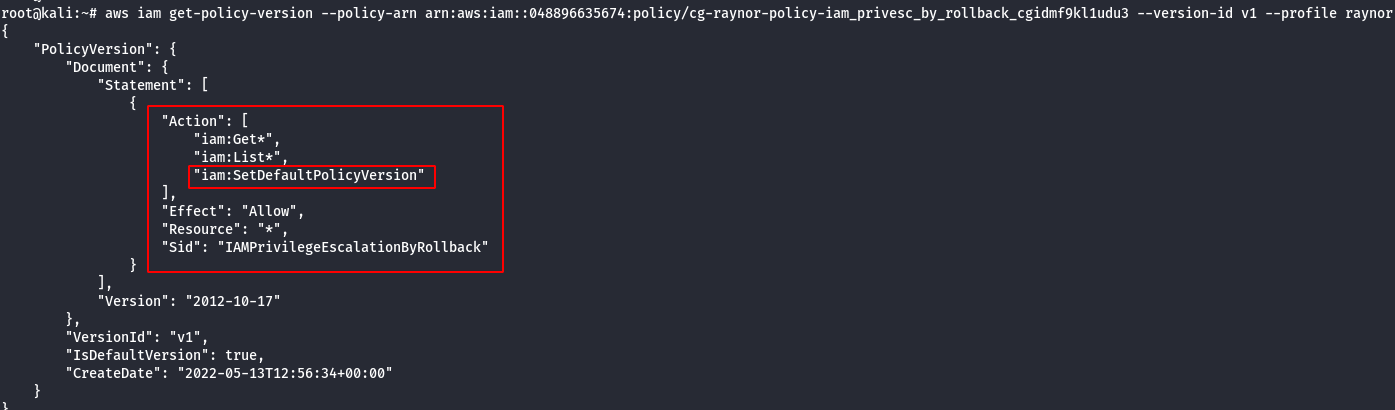 root@kali:~# aws iam get-policy-version --policy-arn arn:aws:iam::048896635674:policy/cg-raynor-policy-iam_privesc_by_rollback_cgidmf9kl1udu3 --version-id v1 --profile raynor
{
    "PolicyVersion": {
        "Document": {
            "Statement": [
                {
                    "Action": [
                        "iam:Get*",
                        "iam:List*",
                        "iam:SetDefaultPolicyVersion"
                    ],
                    "Effect": "Allow",
                    "Resource": "*",
                    "Sid": "IAMPrivilegeEscalationByRollback"
                }
            ],
            "Version": "2012-10-17"
        },
        "VersionId": "v1",
        "IsDefaultVersion": true,
        "CreateDate": "2022-05-13T12:56:34+00:00"
    }
}